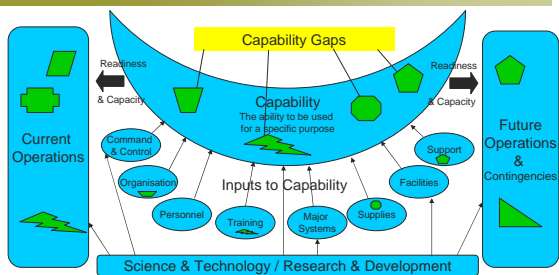 Capability Gaps
Readiness
& Capacity
Readiness
& Capacity
Capability
The ability to be used
for a specific purpose
Current
Operations
Future
Operations
&
Contingencies
Command
& Control
Organisation
Personnel
Training
Inputs to Capability
Major
Systems
Supplies
Facilities
Support
Science & Technology / Research & Development